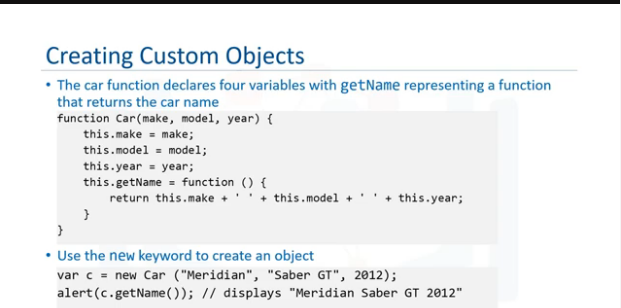 Creating Custom Objects
• The car function declares four variables with getName representing a function
that returns the car name
function Car(make, model, year) {
    this.make = make;
    this.model = model;
    this.year = year;
    this.getName = function () {
        return this.make + ' ' + this.model + ' ' + this.year;
    }
}
• Use the new keyword to create an object
var c = new Car ("Meridian", "Saber GT", 2012);
alert(c.getName()); // displays "Meridian Saber GT 2012"